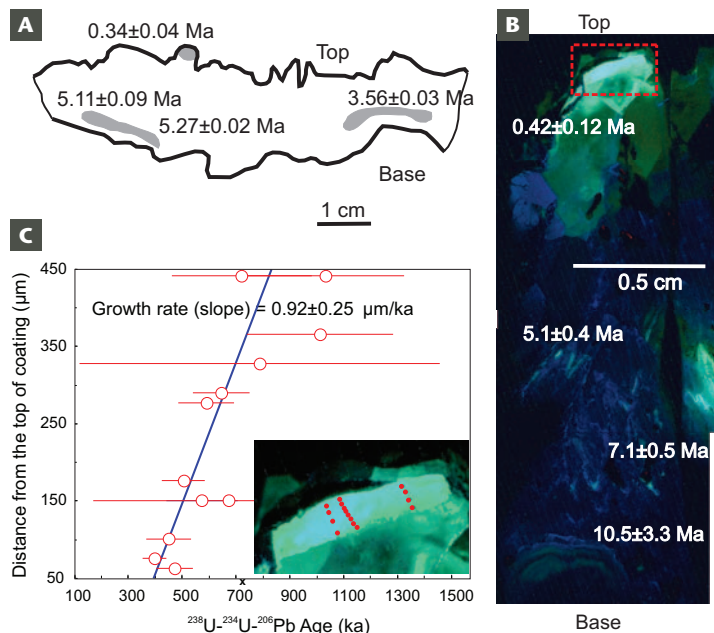 A
0.34±0.04 Ma
Top
5.11±0.09 Ma
3.56±0.03 Ma
5.27±0.02 Ma
Base
1 cm
B
Top
0.42±0.12 Ma
0.5 cm
5.1±0.4 Ma
7.1±0.5 Ma
10.5±3.3 Ma
Base
C
Distance from the top of coating (µm)
450
350
250
150
50
Growth rate (slope) = 0.92±0.25 µm/ka
x
100 400 700 900 1100 1300 1500
²³⁸U-²³⁴U-²⁰⁶Pb Age (ka)